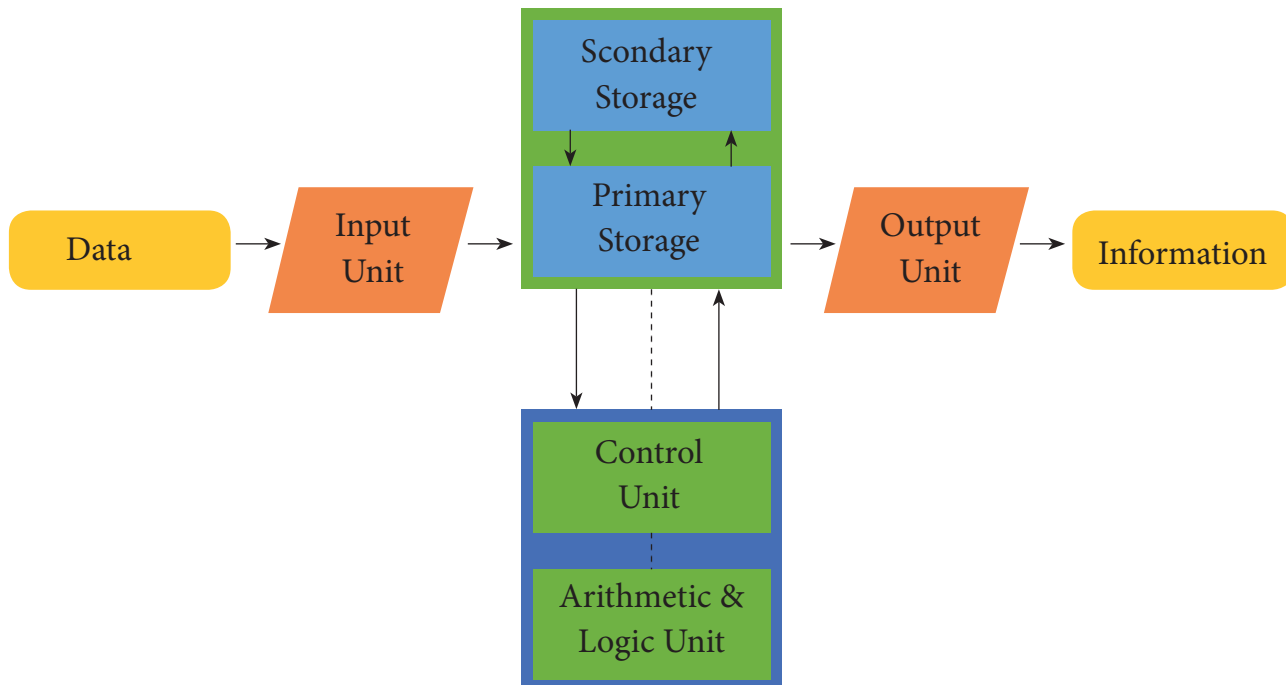 Scondary
Storage
Primary
Storage
Data
Input
Unit
Output
Unit
Information
Control
Unit
Arithmetic &
Logic Unit